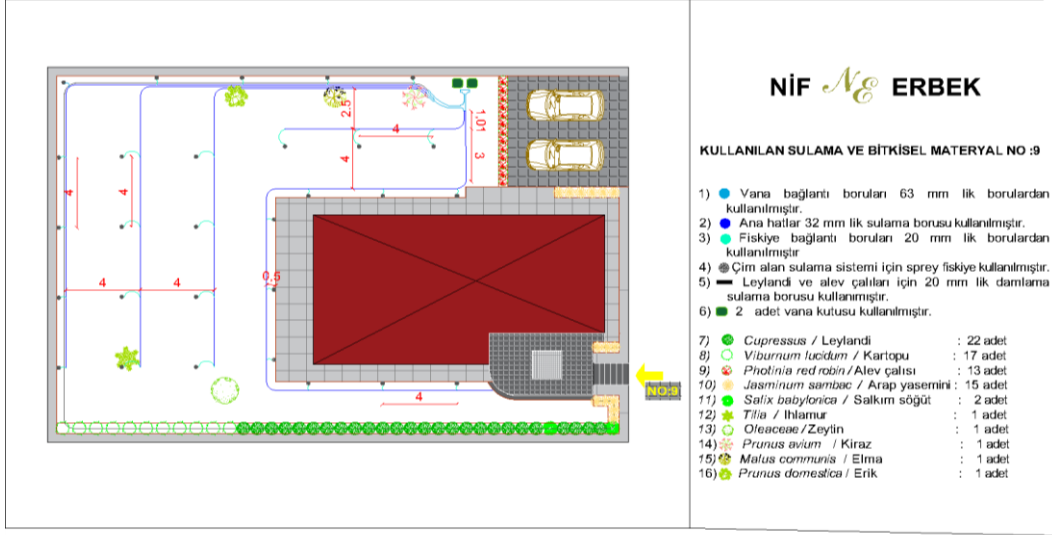 NİF NE ERBEK
KULLANILAN SULAMA VE BİTKİSEL MATERYAL NO :9
1) Vana bağlantı boruları 63 mm lik borulardan
kullanılmıştır.
2) Ana hatlar 32 mm lik sulama borusu kullanılmıştır.
3) Fiskiye bağlantı boruları 20 mm lik borulardan
kullanılmıştır
4) Çim alan sulama sistemi için sprey fiskiye kullanılmıştır.
5) Leylandi ve alev çalıları için 20 mm lik damlama
sulama borusu kullanımıştır.
6) 2 adet vana kutusu kullanılmıştır.
7) Cupressus / Leylandi : 22 adet
8) Viburnum lucidum / Kartopu : 17 adet
9) Photinia red robin / Alev çalısı : 13 adet
10) Jasminum sambac / Arap yasemini : 15 adet
11) Salix babylonica / Salkım söğüt : 2 adet
12) Tilia / Ihlamur : 1 adet
13) Oleaceae / Zeytin : 1 adet
14) Prunus avium / Kiraz : 1 adet
15) Malus communis / Elma : 1 adet
16) Prunus domestica / Erik : 1 adet
2.5
1,01
4
3
4
4
4
4
4
0,5
4
NO:9